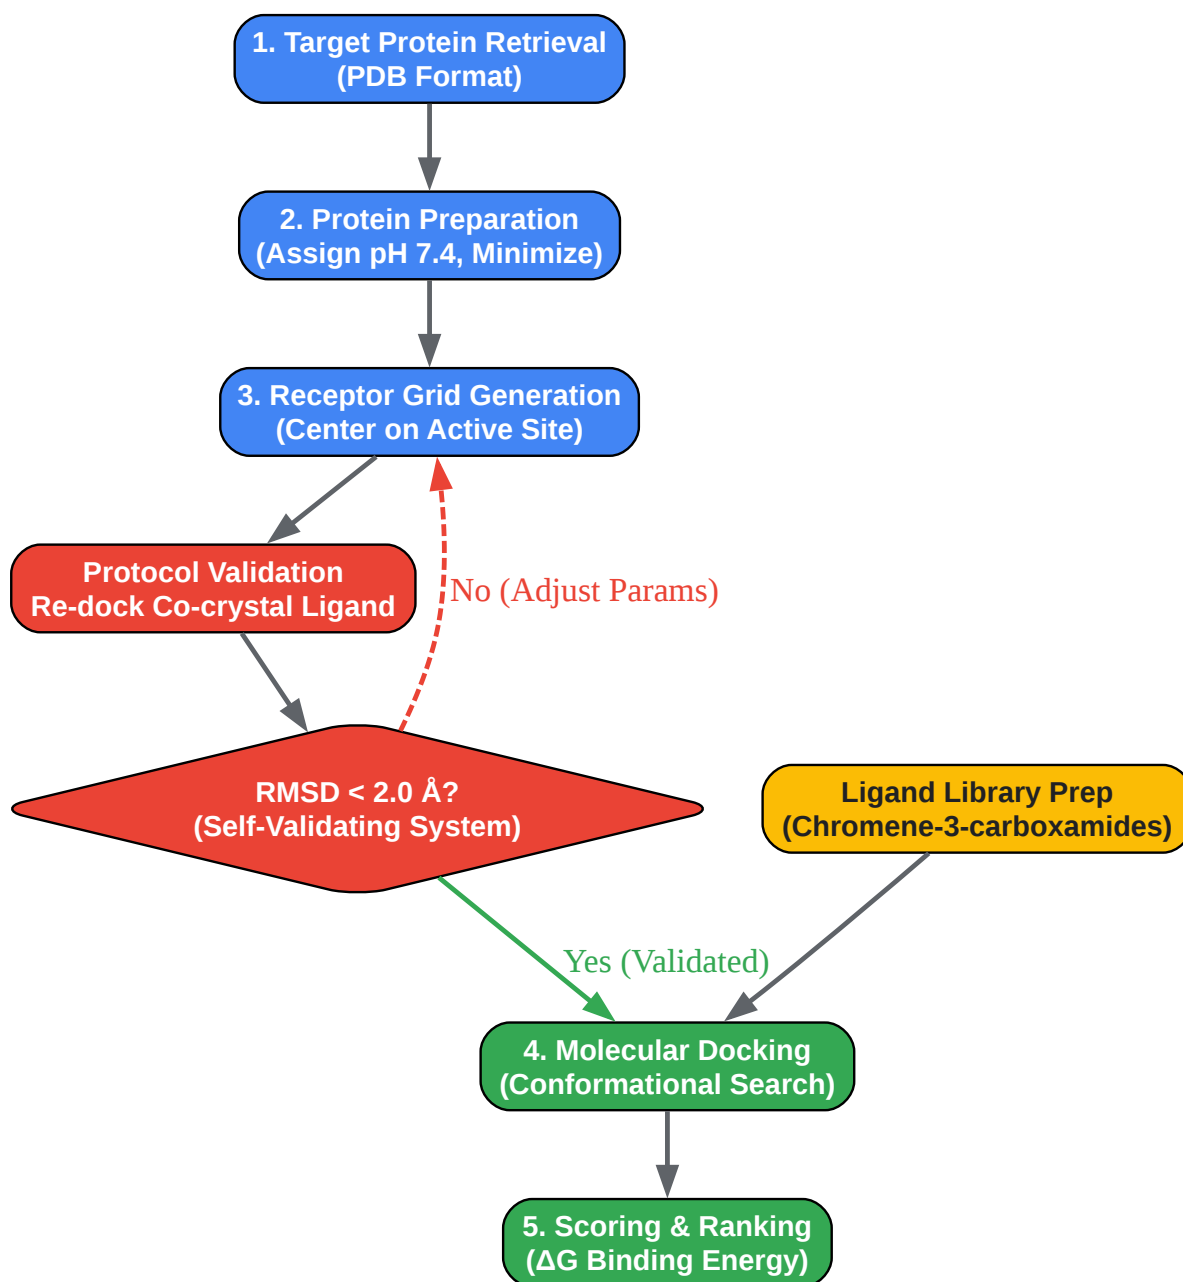 1. Target Protein Retrieval
(PDB Format)
2. Protein Preparation
(Assign pH 7.4, Minimize)
3. Receptor Grid Generation
(Center on Active Site)
Protocol Validation
Re-dock Co-crystal Ligand
No (Adjust Params)
RMSD < 2.0 Å?
(Self-Validating System)
Ligand Library Prep
(Chromene-3-carboxamides)
Yes (Validated)
4. Molecular Docking
(Conformational Search)
5. Scoring & Ranking
(ΔG Binding Energy)